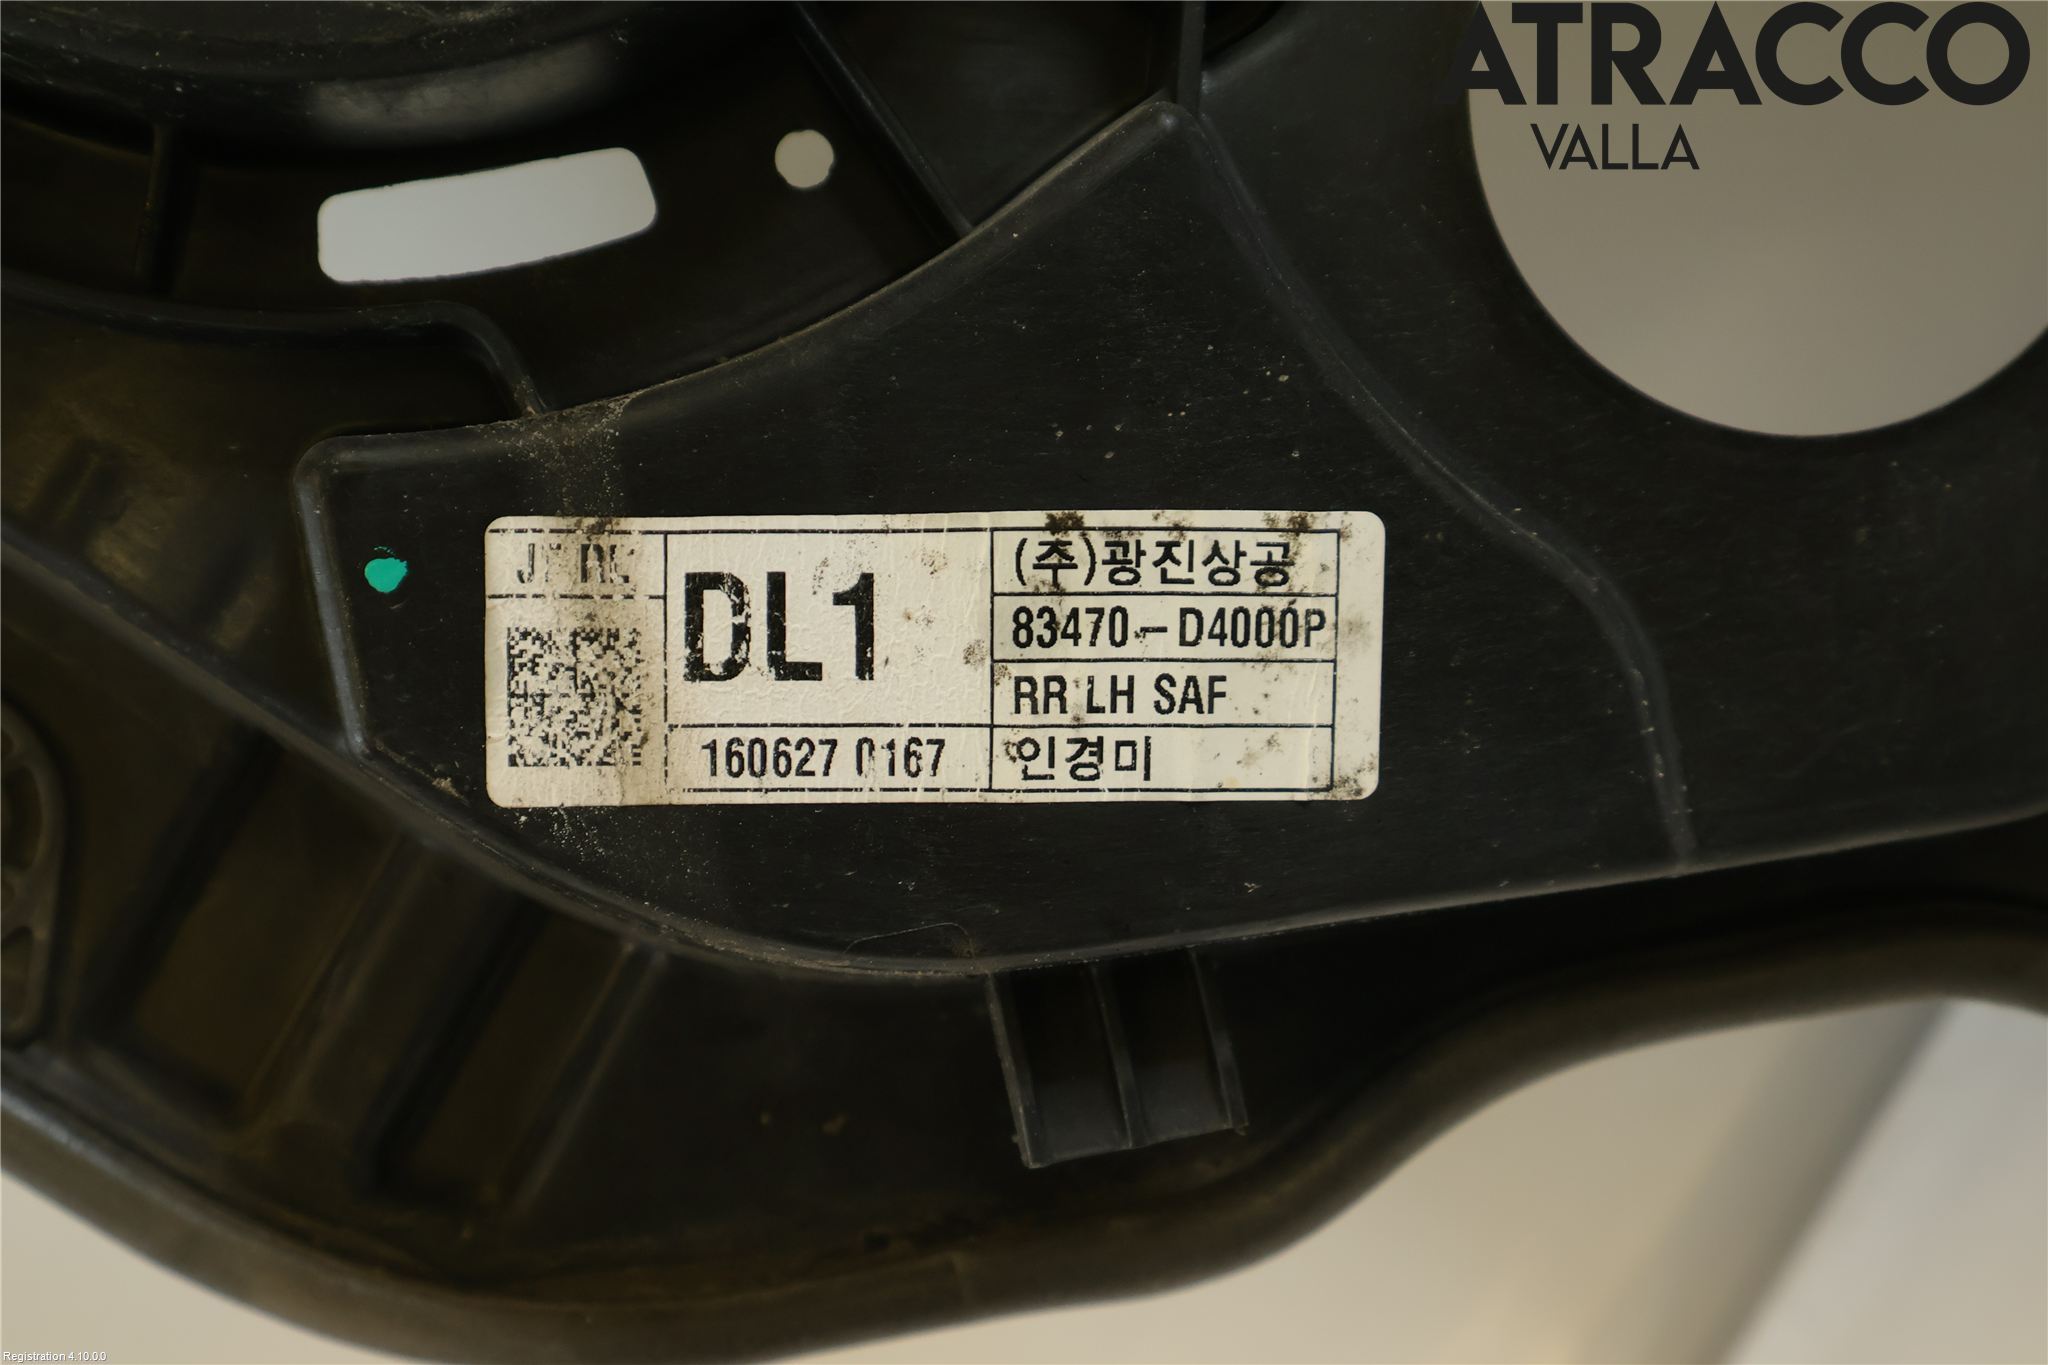 ATRACCO
VALLA
DL1
160627 0167
(주)광진상공
83470-D4000P
RR LH SAF
인경미
Registration 4.10.0.0